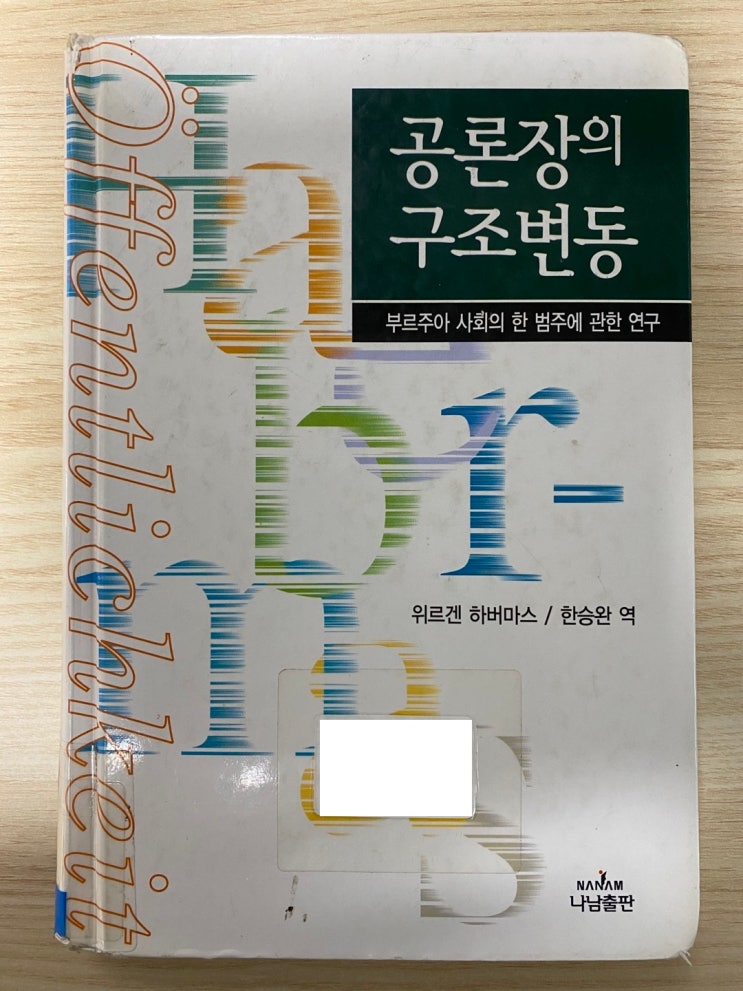 Öffentlichkeit
Habr-
mas
공론장의
구조변동
부르주아 사회의 한 범주에 관한 연구
위르겐 하버마스 / 한승완 역
NANAM
나남출판